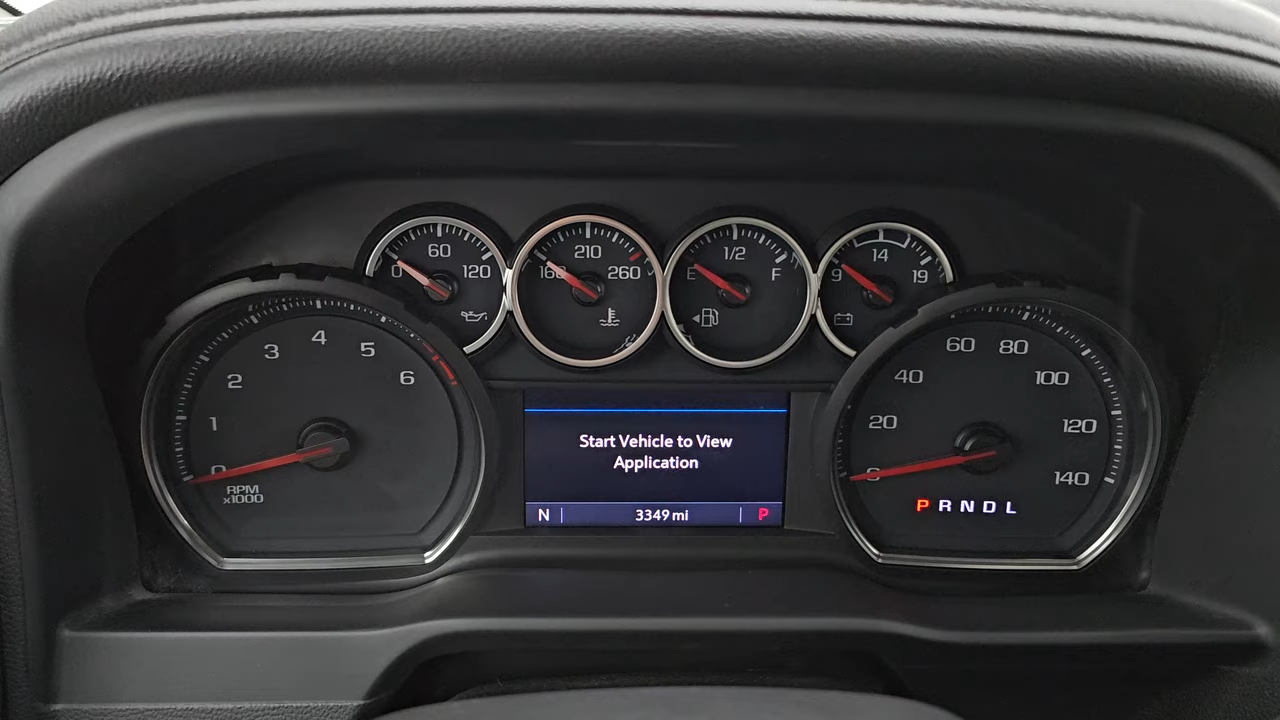 0 60 120
160 210 260
E 1/2 F
9 14 19
0 1 2 3 4 5 6
RPM
x1000
Start Vehicle to View
Application
N 3349 mi P
0 20 40 60 80 100 120 140
P R N D L